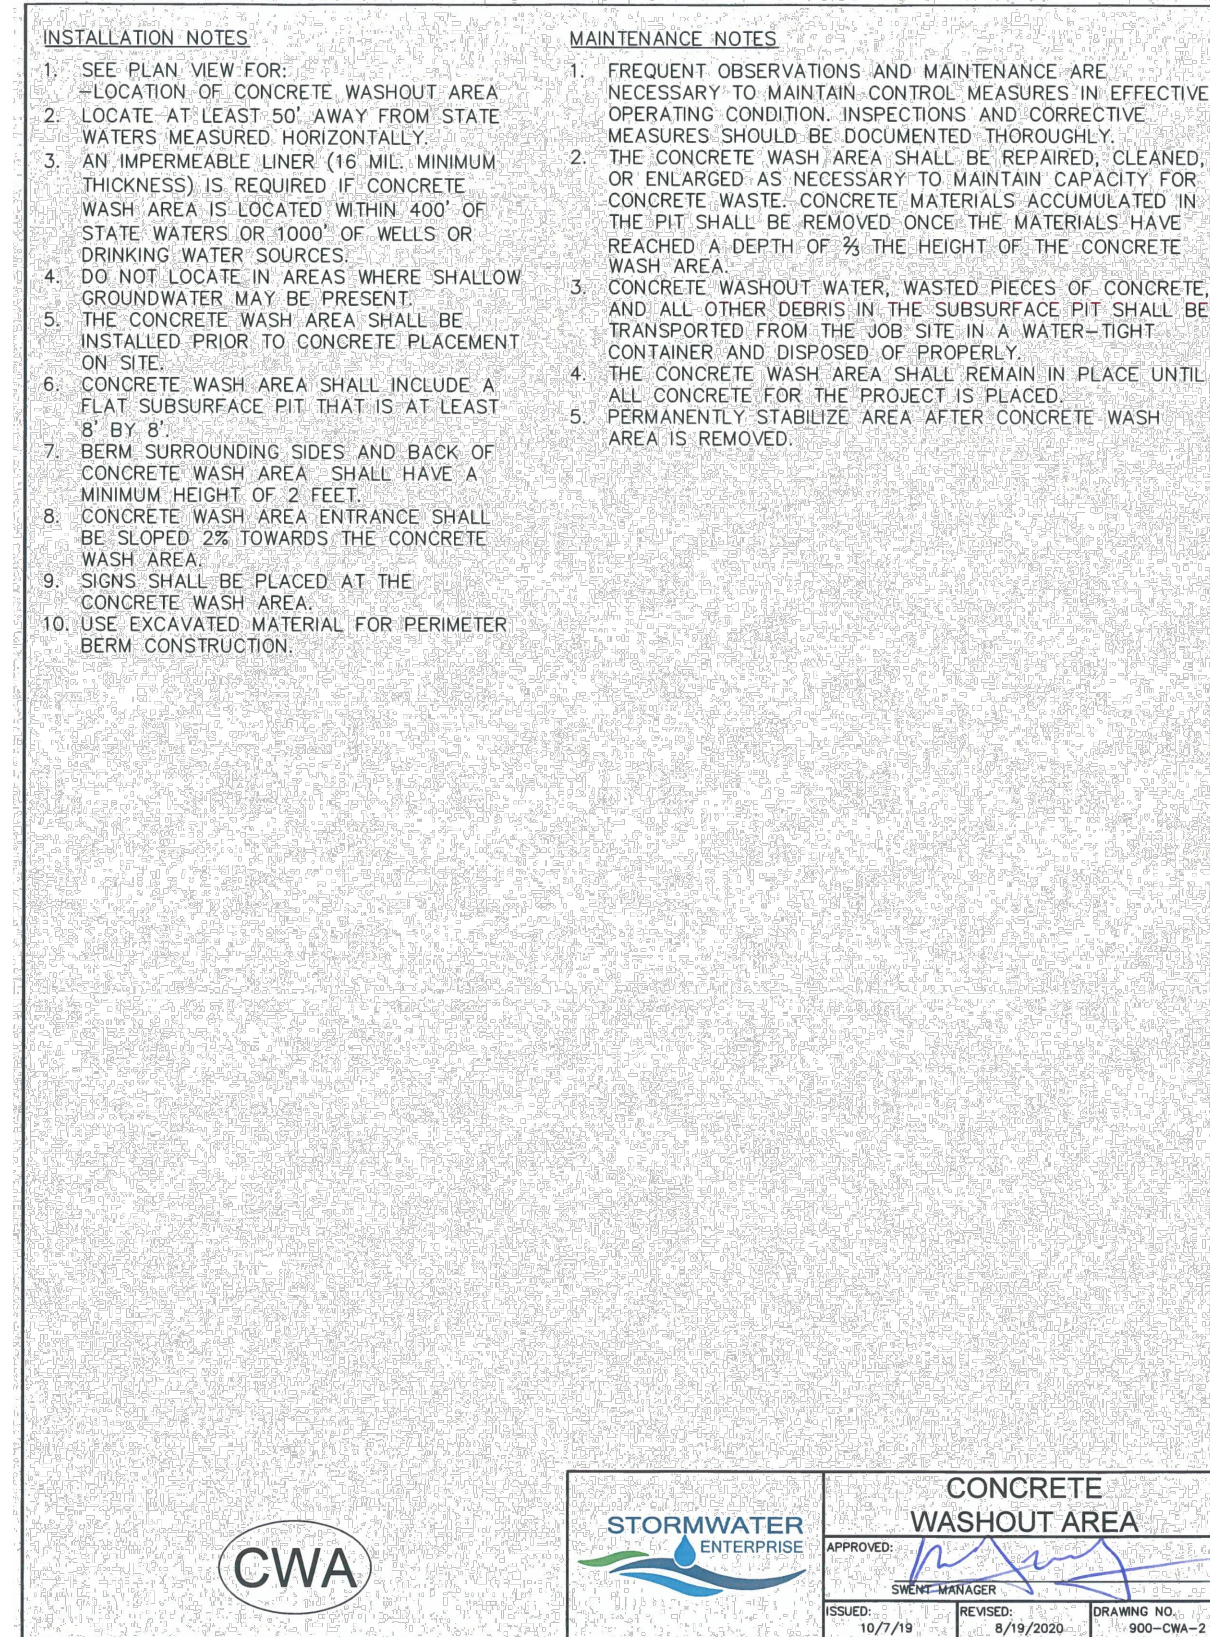 INSTALLATION NOTES
1. SEE PLAN VIEW FOR:
-LOCATION OF CONCRETE WASHOUT AREA
2. LOCATE AT LEAST 50' AWAY FROM STATE
WATERS MEASURED HORIZONTALLY.
3. AN IMPERMEABLE LINER (16 MIL. MINIMUM
THICKNESS) IS REQUIRED IF CONCRETE
WASH AREA IS LOCATED WITHIN 400' OF
STATE WATERS OR 1000' OF WELLS OR
DRINKING WATER SOURCES.
4. DO NOT LOCATE IN AREAS WHERE SHALLOW
GROUNDWATER MAY BE PRESENT.
5. THE CONCRETE WASH AREA SHALL BE
INSTALLED PRIOR TO CONCRETE PLACEMENT
ON SITE.
6. CONCRETE WASH AREA SHALL INCLUDE A
FLAT SUBSURFACE PIT THAT IS AT LEAST
8' BY 8'.
7. BERM SURROUNDING SIDES AND BACK OF
CONCRETE WASH AREA SHALL HAVE A
MINIMUM HEIGHT OF 2 FEET.
8. CONCRETE WASH AREA ENTRANCE SHALL
BE SLOPED 2% TOWARDS THE CONCRETE
WASH AREA.
9. SIGNS SHALL BE PLACED AT THE
CONCRETE WASH AREA.
10. USE EXCAVATED MATERIAL FOR PERIMETER
BERM CONSTRUCTION.
MAINTENANCE NOTES
1. FREQUENT OBSERVATIONS AND MAINTENANCE ARE
NECESSARY TO MAINTAIN CONTROL MEASURES IN EFFECTIVE
OPERATING CONDITION. INSPECTIONS AND CORRECTIVE
MEASURES SHOULD BE DOCUMENTED THOROUGHLY.
2. THE CONCRETE WASH AREA SHALL BE REPAIRED, CLEANED,
OR ENLARGED AS NECESSARY TO MAINTAIN CAPACITY FOR
CONCRETE WASTE. CONCRETE MATERIALS ACCUMULATED IN
THE PIT SHALL BE REMOVED ONCE THE MATERIALS HAVE
REACHED A DEPTH OF ⅔ THE HEIGHT OF THE CONCRETE
WASH AREA.
3. CONCRETE WASHOUT WATER, WASTED PIECES OF CONCRETE,
AND ALL OTHER DEBRIS IN THE SUBSURFACE PIT SHALL BE
TRANSPORTED FROM THE JOB SITE IN A WATER-TIGHT
CONTAINER AND DISPOSED OF PROPERLY.
4. THE CONCRETE WASH AREA SHALL REMAIN IN PLACE UNTIL
ALL CONCRETE FOR THE PROJECT IS PLACED.
5. PERMANENTLY STABILIZE AREA AFTER CONCRETE WASH
AREA IS REMOVED.
CWA
STORMWATER
ENTERPRISE
CONCRETE
WASHOUT AREA
APPROVED:
SWENT MANAGER
ISSUED: REVISED: DRAWING NO.
10/7/19 8/19/2020 900-CWA-2